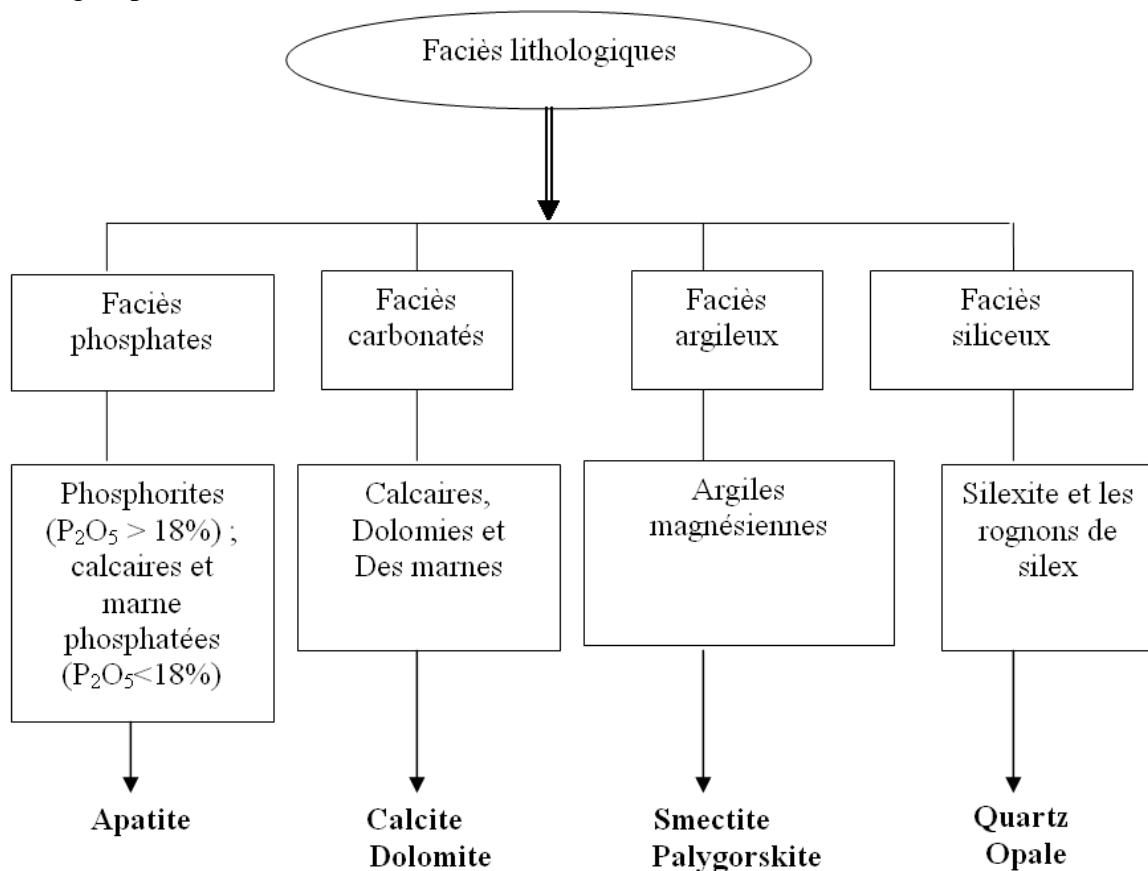 Faciès lithologiques
Faciès
phosphates
Faciès
carbonatés
Faciès
argileux
Faciès
siliceux
Phosphorites
(P₂O₅ > 18%) ;
calcaires et
marne
phosphatées
(P₂O₅<18%)
Calcaires,
Dolomies et
Des marnes
Argiles
magnésiennes
Silexite et les
rognons de
silex
Apatite
Calcite
Dolomite
Smectite
Palygorskite
Quartz
Opale